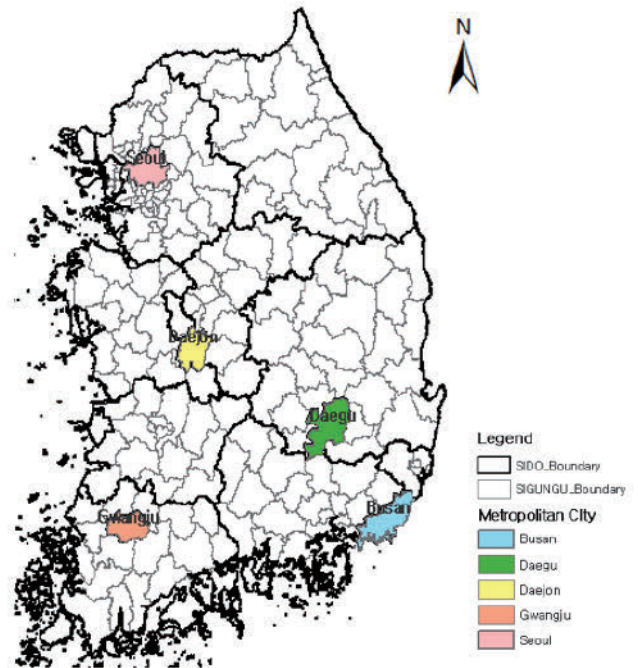 N
Seoul
Daejon
Daegu
Gwangju
Busan
Legend
SIDO_Boundary
SIGUNGU_Boundary
Metropolitan City
Busan
Daegu
Daejon
Gwangju
Seoul